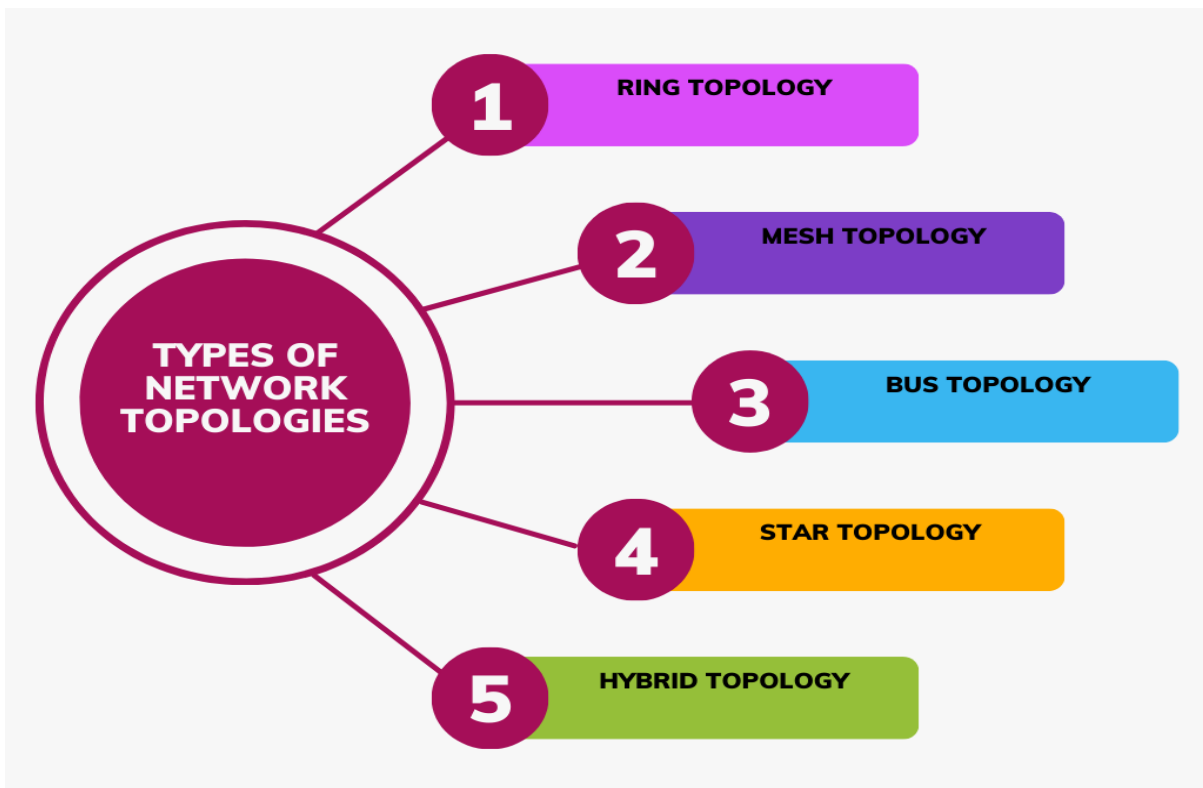 TYPES OF
NETWORK
TOPOLOGIES
1
RING TOPOLOGY
2
MESH TOPOLOGY
3
BUS TOPOLOGY
4
STAR TOPOLOGY
5
HYBRID TOPOLOGY